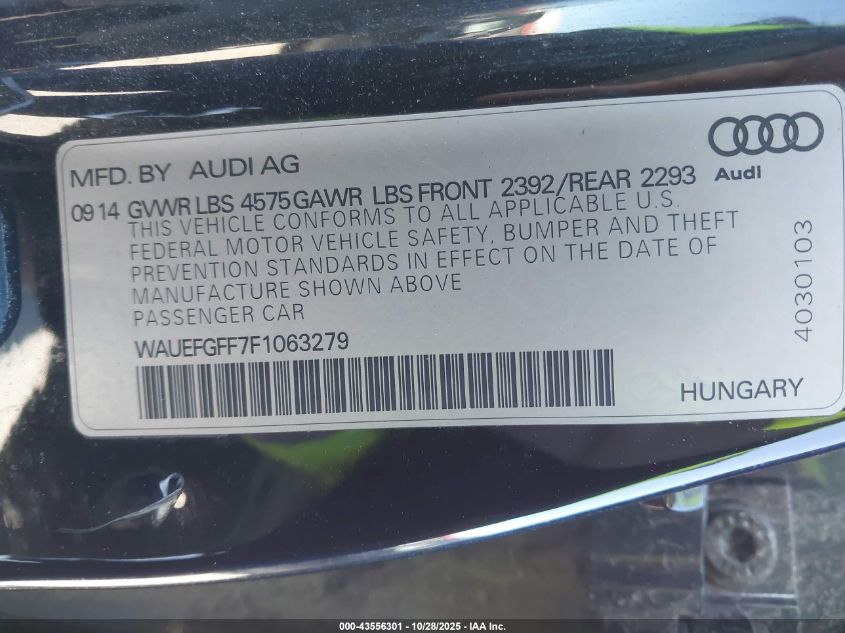 MFD. BY AUDI AG
Audi
0914 GVWR LBS 4575 GAWR LBS FRONT 2392/REAR 2293
THIS VEHICLE CONFORMS TO ALL APPLICABLE U.S.
FEDERAL MOTOR VEHICLE SAFETY, BUMPER AND THEFT
PREVENTION STANDARDS IN EFFECT ON THE DATE OF
MANUFACTURE SHOWN ABOVE
PASSENGER CAR
4030103
WAUEFGFF7F1063279
HUNGARY
000-43556301 - 10/28/2025 - IAA Inc.